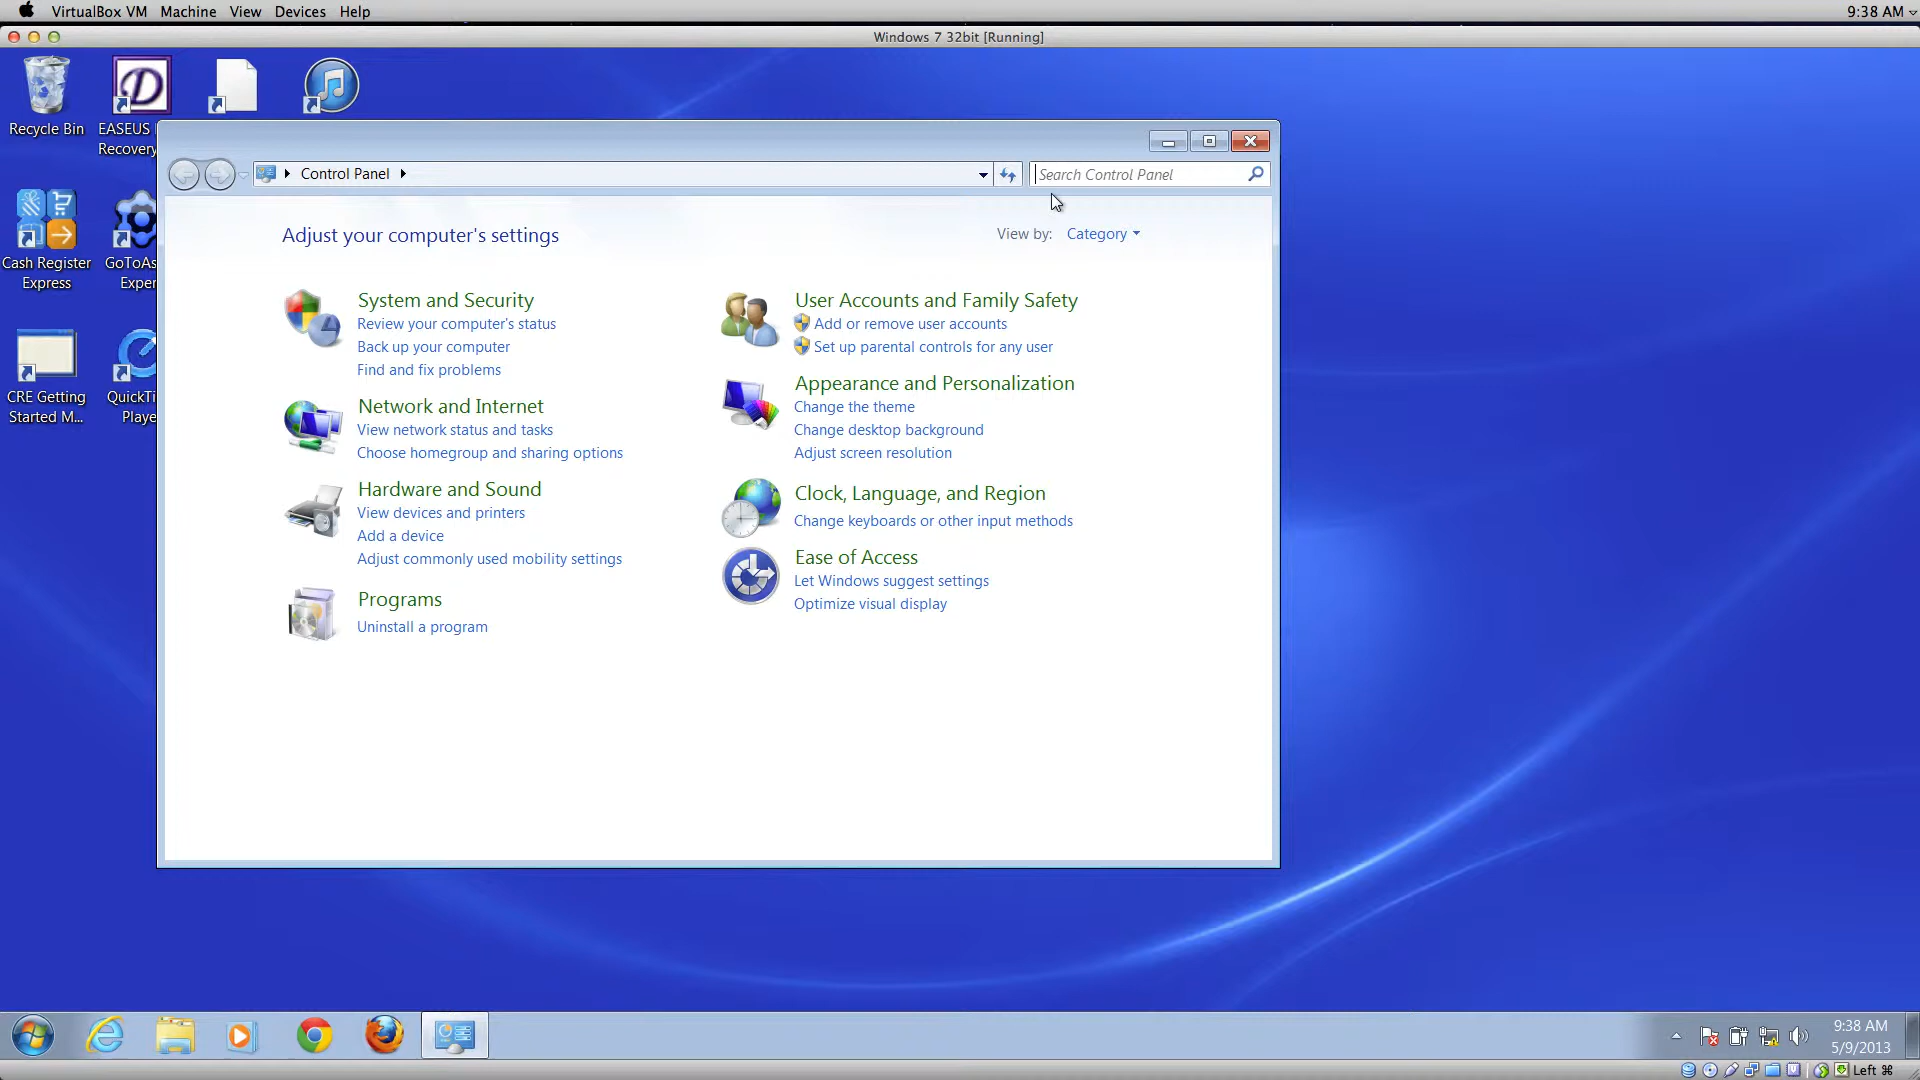 VirtualBox VM Machine View Devices Help
9:38 AM
Windows 7 32bit [Running]
Recycle Bin
EASEUS
Recovery
Control Panel
Search Control Panel
Adjust your computer's settings
View by: Category
Cash Register
Express
GoToAs
Exper
CRE Getting
Started M...
QuickTi
Playe
System and Security
Review your computer's status
Back up your computer
Find and fix problems
Network and Internet
View network status and tasks
Choose homegroup and sharing options
Hardware and Sound
View devices and printers
Add a device
Adjust commonly used mobility settings
Programs
Uninstall a program
User Accounts and Family Safety
Add or remove user accounts
Set up parental controls for any user
Appearance and Personalization
Change the theme
Change desktop background
Adjust screen resolution
Clock, Language, and Region
Change keyboards or other input methods
Ease of Access
Let Windows suggest settings
Optimize visual display
9:38 AM
5/9/2013
Left ⌘